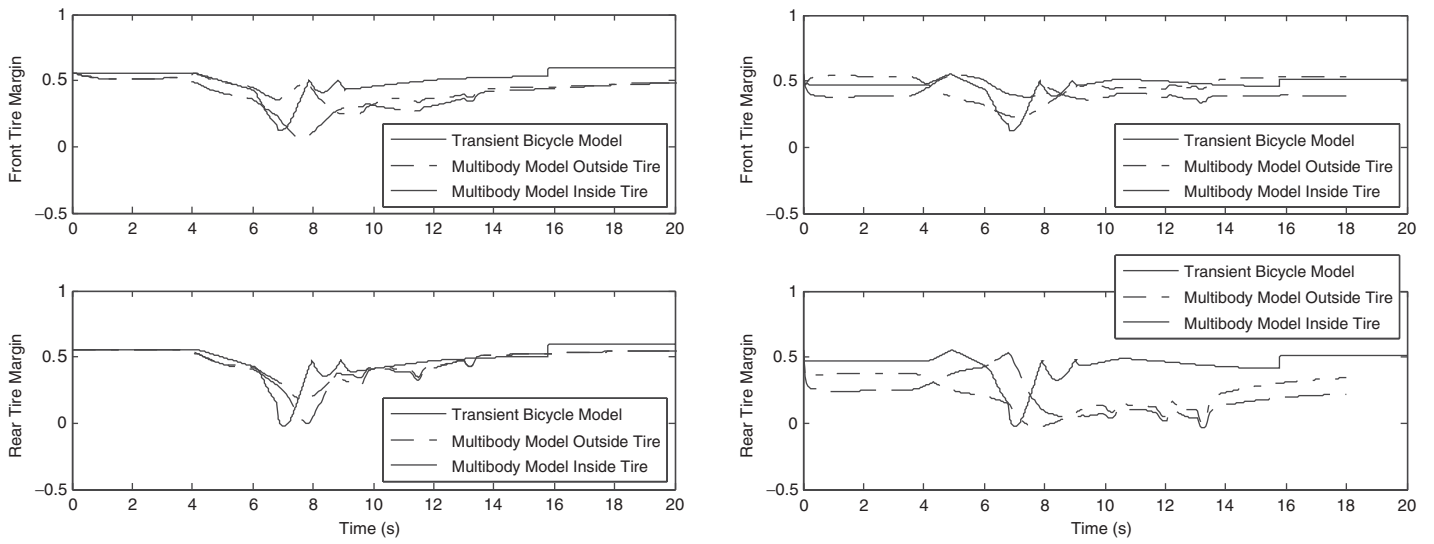 1
0.5
0
−0.5
Front Tire Margin
Transient Bicycle Model
Multibody Model Outside Tire
Multibody Model Inside Tire
0 2 4 6 8 10 12 14 16 18 20
1
0.5
0
−0.5
Rear Tire Margin
Transient Bicycle Model
Multibody Model Outside Tire
Multibody Model Inside Tire
0 2 4 6 8 10 12 14 16 18 20
Time (s)
1
0.5
0
−0.5
Front Tire Margin
Transient Bicycle Model
Multibody Model Outside Tire
Multibody Model Inside Tire
0 2 4 6 8 10 12 14 16 18 20
Transient Bicycle Model
Multibody Model Outside Tire
Multibody Model Inside Tire
1
0.5
0
−0.5
Rear Tire Margin
0 2 4 6 8 10 12 14 16 18 20
Time (s)